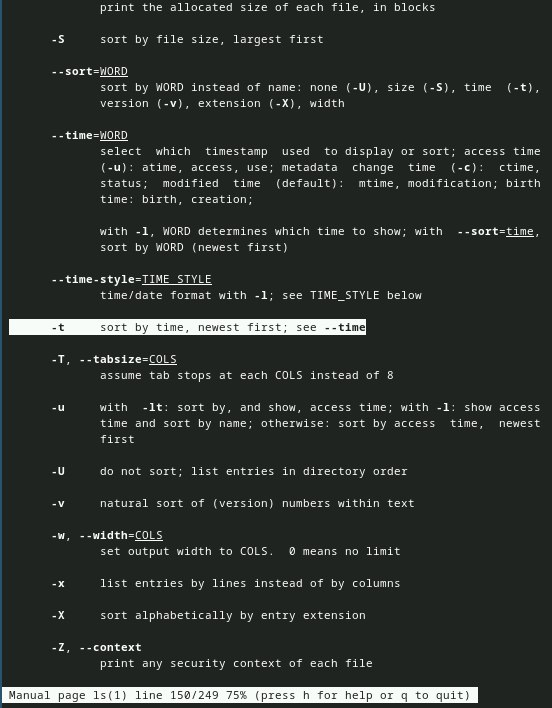 print the allocated size of each file, in blocks
-S     sort by file size, largest first
--sort=WORD
sort by WORD instead of name: none (-U), size (-S), time  (-t),
version (-v), extension (-X), width
--time=WORD
select  which  timestamp  used  to display or sort; access time
(-u): atime, access, use; metadata  change  time  (-c):  ctime,
status;  modified  time  (default):  mtime, modification; birth
time: birth, creation;
with -l, WORD determines which time to show; with  --sort=time,
sort by WORD (newest first)
--time-style=TIME_STYLE
time/date format with -l; see TIME_STYLE below
-t     sort by time, newest first; see --time
-T, --tabsize=COLS
assume tab stops at each COLS instead of 8
-u     with  -lt: sort by, and show, access time; with -l: show access
time and sort by name; otherwise: sort by access  time,  newest
first
-U     do not sort; list entries in directory order
-v     natural sort of (version) numbers within text
-w, --width=COLS
set output width to COLS.  0 means no limit
-x     list entries by lines instead of by columns
-X     sort alphabetically by entry extension
-Z, --context
print any security context of each file
Manual page ls(1) line 150/249 75% (press h for help or q to quit)